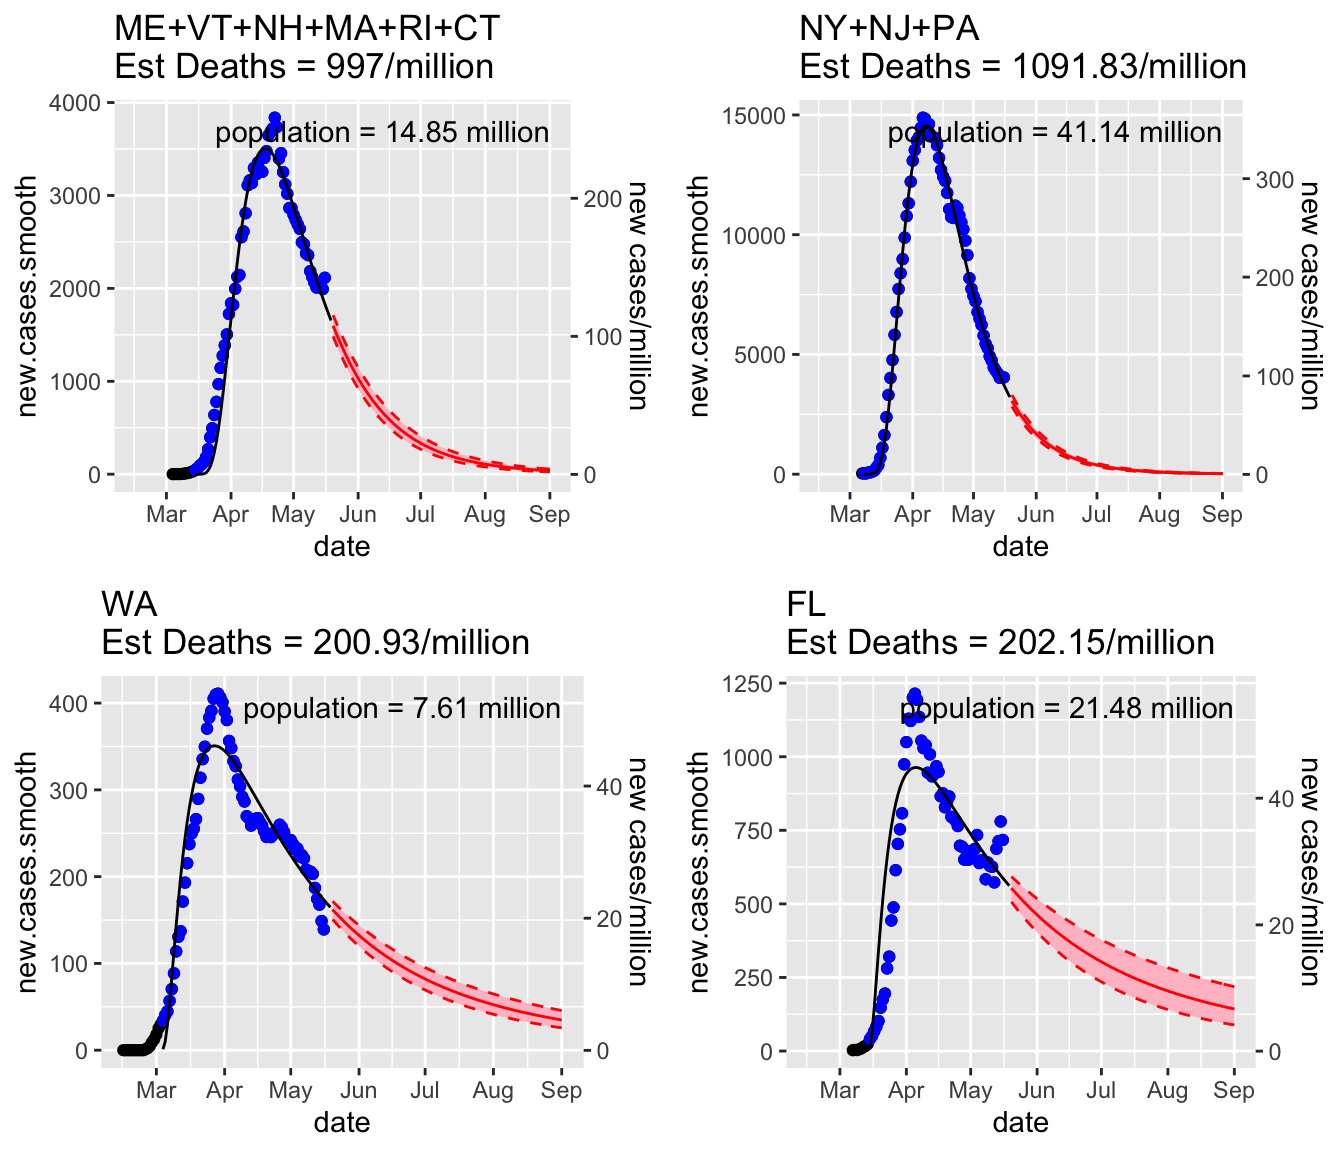 ME+VT+NH+MA+RI+CT
Est Deaths = 997/million
4000
3000
2000
1000
0
new.cases.smooth
population = 14.85 million
200
100
0
new cases/million
Mar Apr May Jun Jul Aug Sep
date
NY+NJ+PA
Est Deaths = 1091.83/million
15000
10000
5000
0
new.cases.smooth
population = 41.14 million
300
200
100
0
new cases/million
Mar Apr May Jun Jul Aug Sep
date
WA
Est Deaths = 200.93/million
400
300
200
100
0
new.cases.smooth
population = 7.61 million
40
20
0
new cases/million
Mar Apr May Jun Jul Aug Sep
date
FL
Est Deaths = 202.15/million
1250
1000
750
500
250
0
new.cases.smooth
population = 21.48 million
40
20
0
new cases/million
Mar Apr May Jun Jul Aug Sep
date